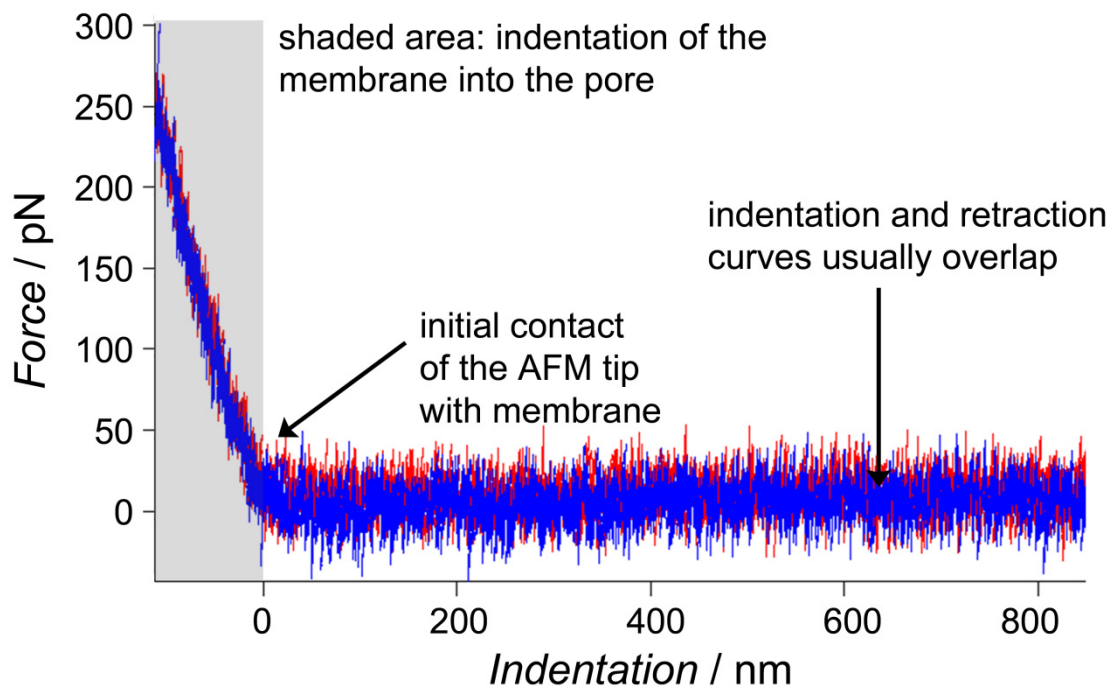 300
250
200
150
100
50
0
Force / pN
shaded area: indentation of the
membrane into the pore
indentation and retraction
curves usually overlap
initial contact
of the AFM tip
with membrane
0 200 400 600 800
Indentation / nm